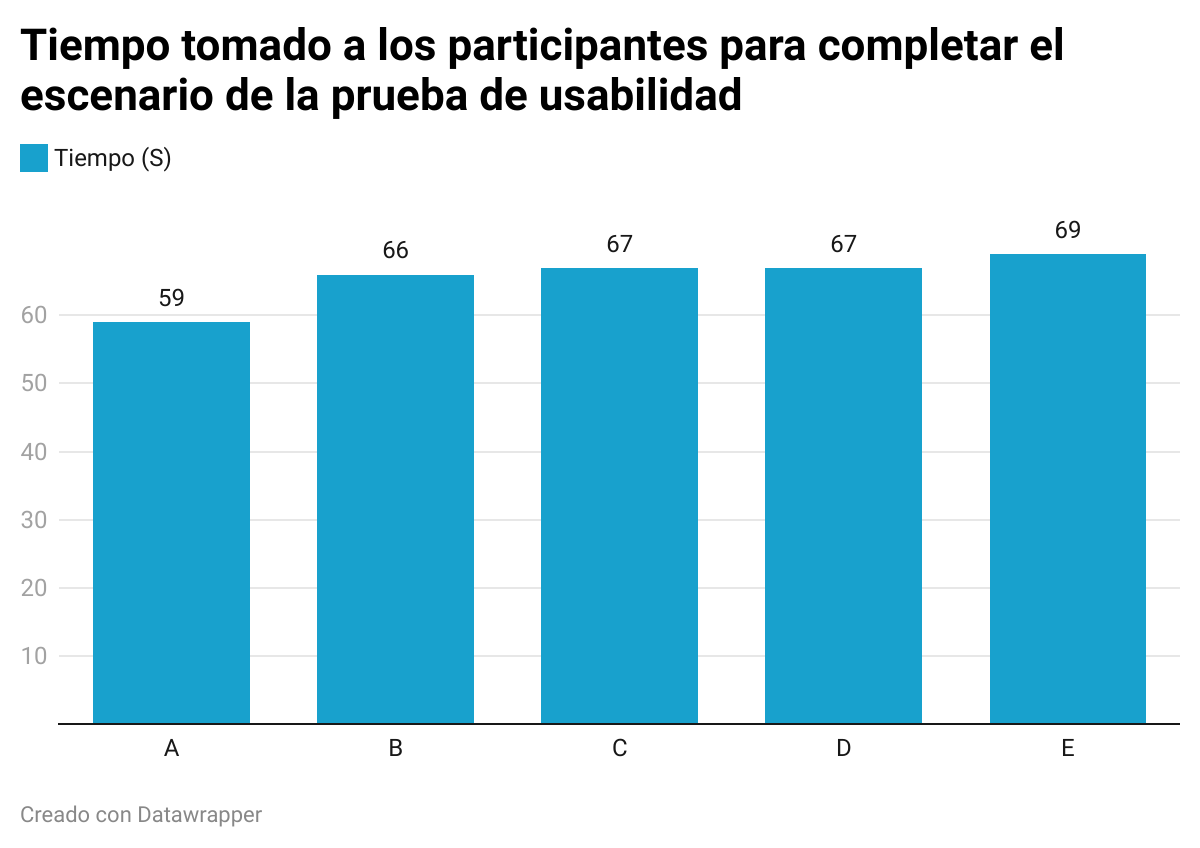 Tiempo tomado a los participantes para completar el
escenario de la prueba de usabilidad
Tiempo (S)
59
66
67
67
69
60
50
40
30
20
10
A
B
C
D
E
Creado con Datawrapper